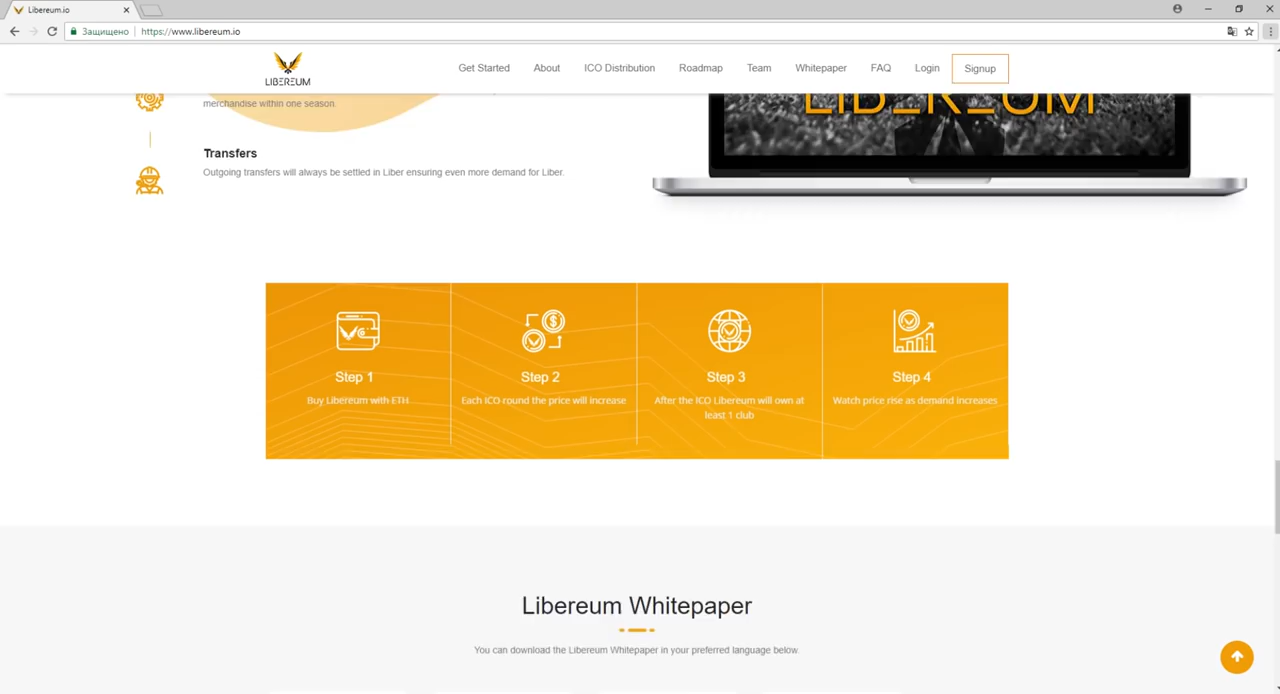 Libereum.io
Защищено
https://www.libereum.io
LIBEREUM
Get Started
About
ICO Distribution
Roadmap
Team
Whitepaper
FAQ
Login
Signup
merchandise within one season.
LIBEREUM
Transfers
Outgoing transfers will always be settled in Liber ensuring even more demand for Liber.
Step 1
Buy Libereum with ETH
Step 2
Each ICO round the price will increase
Step 3
After the ICO Libereum will own at
least 1 club
Step 4
Watch price rise as demand increases
Libereum Whitepaper
You can download the Libereum Whitepaper in your preferred language below.